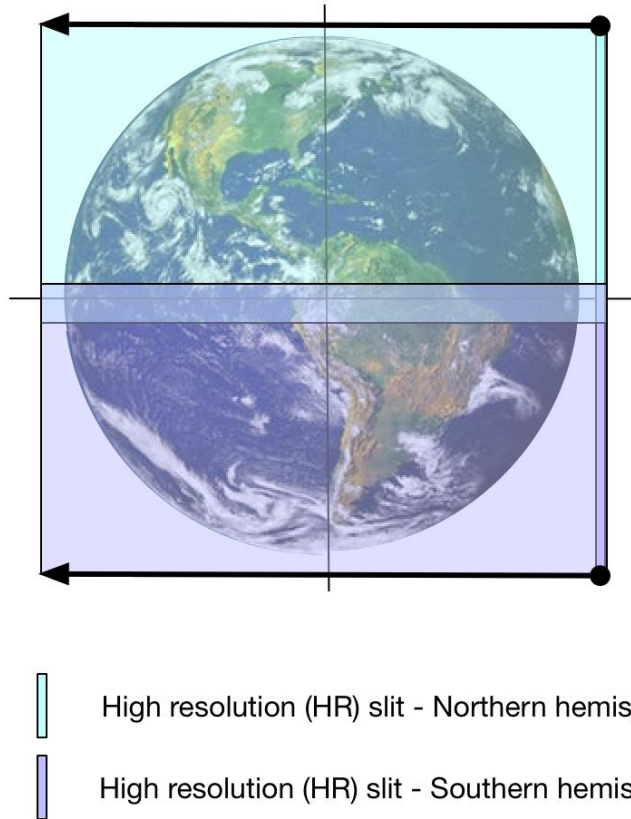 High resolution (HR) slit - Northern hemis
High resolution (HR) slit - Southern hemis